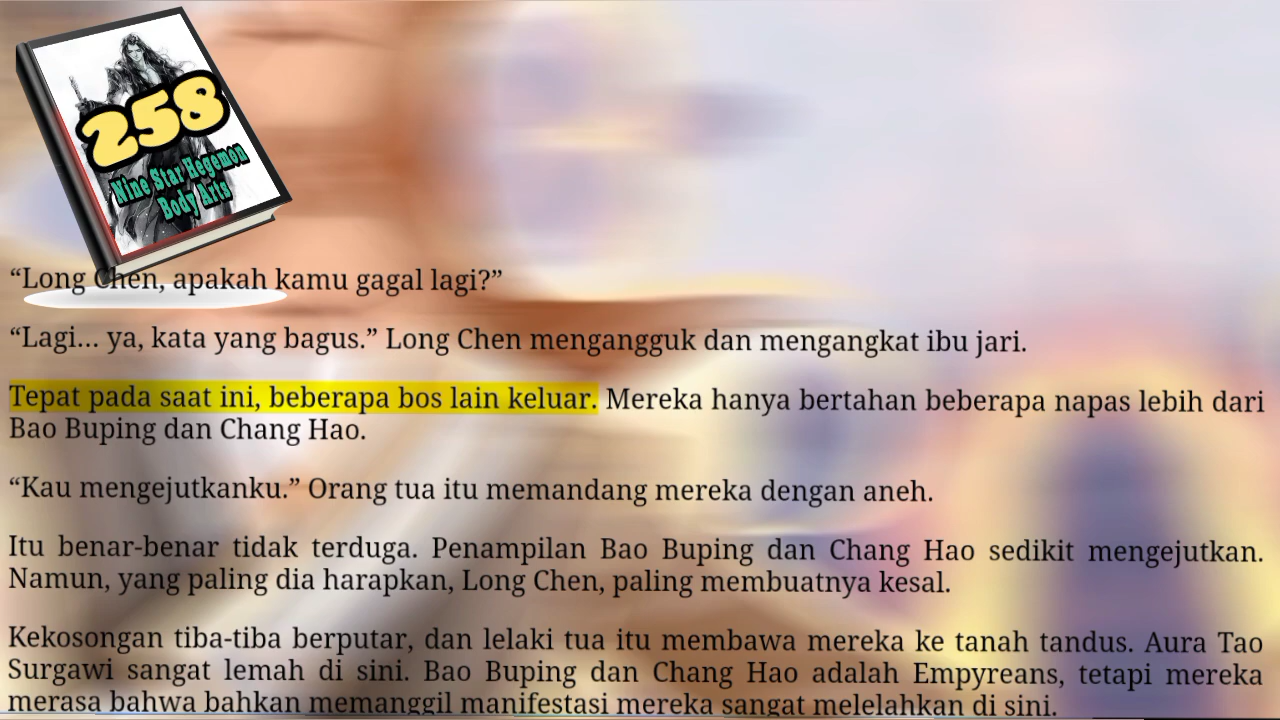 258
Nine Star Hegemon
Body Arts
“Long Chen, apakah kamu gagal lagi?”
“Lagi... ya, kata yang bagus.” Long Chen mengangguk dan mengangkat ibu jari.
Tepat pada saat ini, beberapa bos lain keluar. Mereka hanya bertahan beberapa napas lebih dari
Bao Buping dan Chang Hao.
“Kau mengejutkanku.” Orang tua itu memandang mereka dengan aneh.
Itu benar-benar tidak terduga. Penampilan Bao Buping dan Chang Hao sedikit mengejutkan.
Namun, yang paling dia harapkan, Long Chen, paling membuatnya kesal.
Kekosongan tiba-tiba berputar, dan lelaki tua itu membawa mereka ke tanah tandus. Aura Tao
Surgawi sangat lemah di sini. Bao Buping dan Chang Hao adalah Empyreans, tetapi mereka
merasa bahwa bahkan memanggil manifestasi mereka sangat melelahkan di sini.